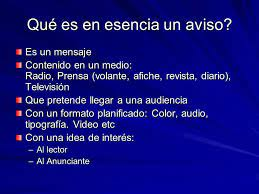 Qué es en esencia un aviso?
Es un mensaje
Contenido en un medio:
Radio, Prensa (volante, afiche, revista, diario),
Televisión
Que pretende llegar a una audiencia
Con un formato planificado: Color, audio,
tipografía. Video etc
Con una idea de interés:
– Al lector
– Al Anunciante